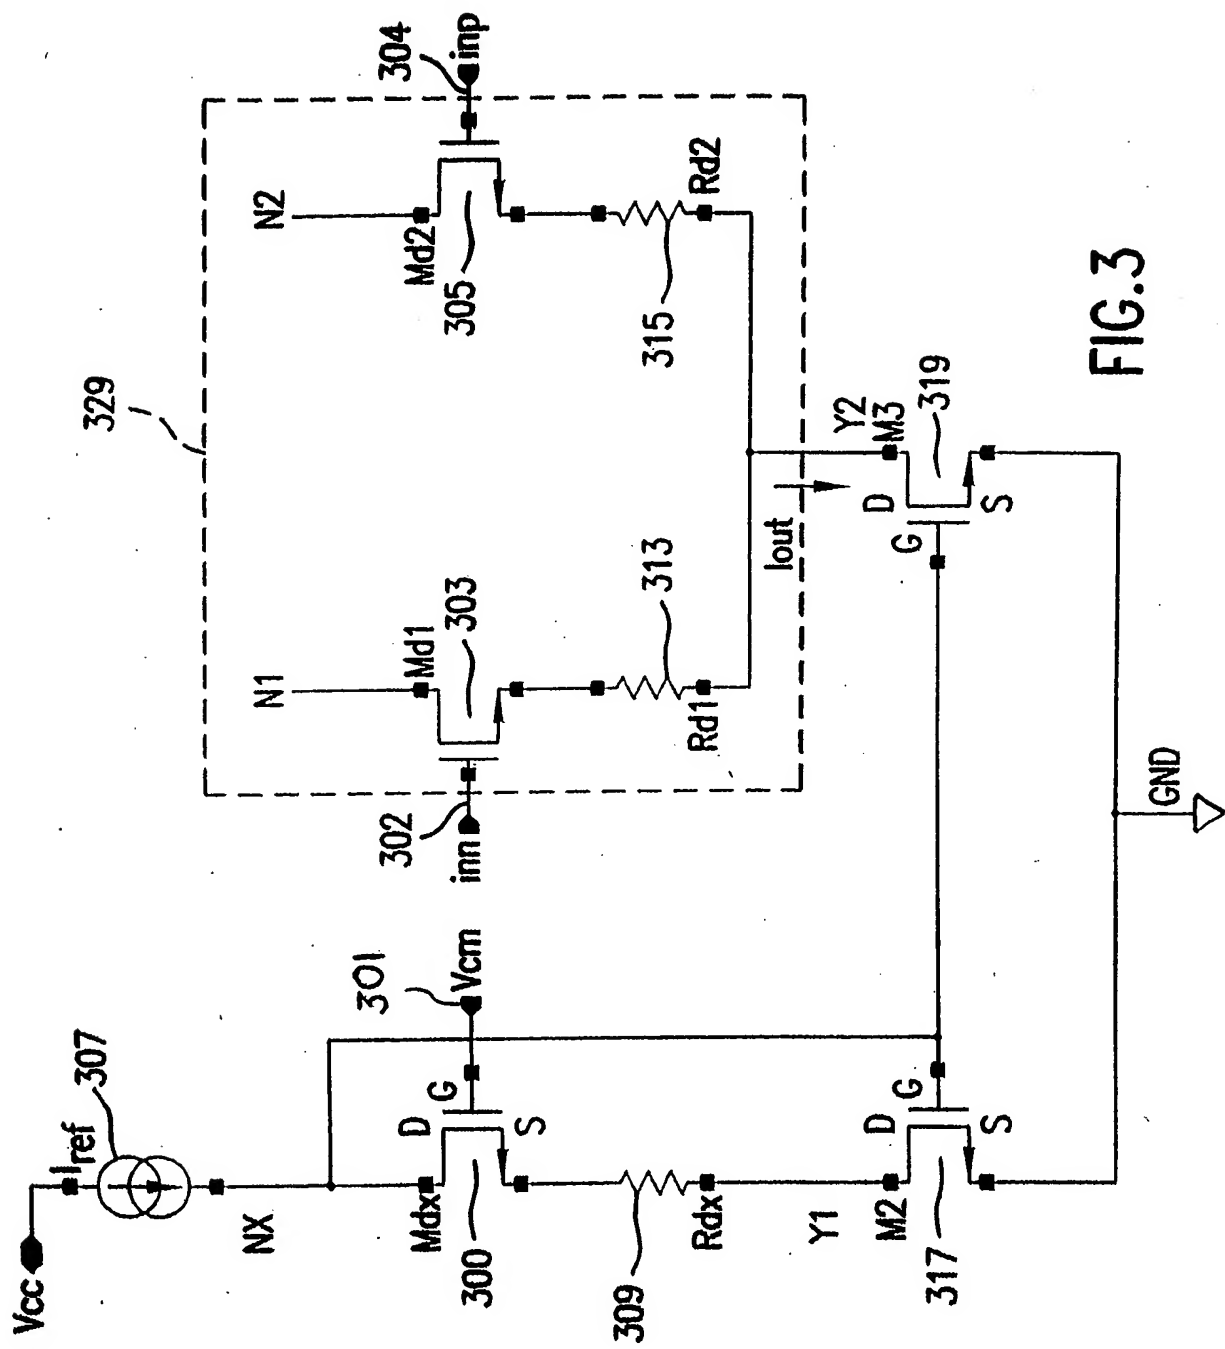 Vcc
Iref
307
NX
Mdx
D
G
S
300
301
Vcm
309
Rdx
Y1
M2
D
G
S
317
329
N1
Md1
303
302
inn
313
Rd1
N2
Md2
305
304
inp
315
Rd2
Iout
Y2
M3
D
G
S
319
GND
FIG.3